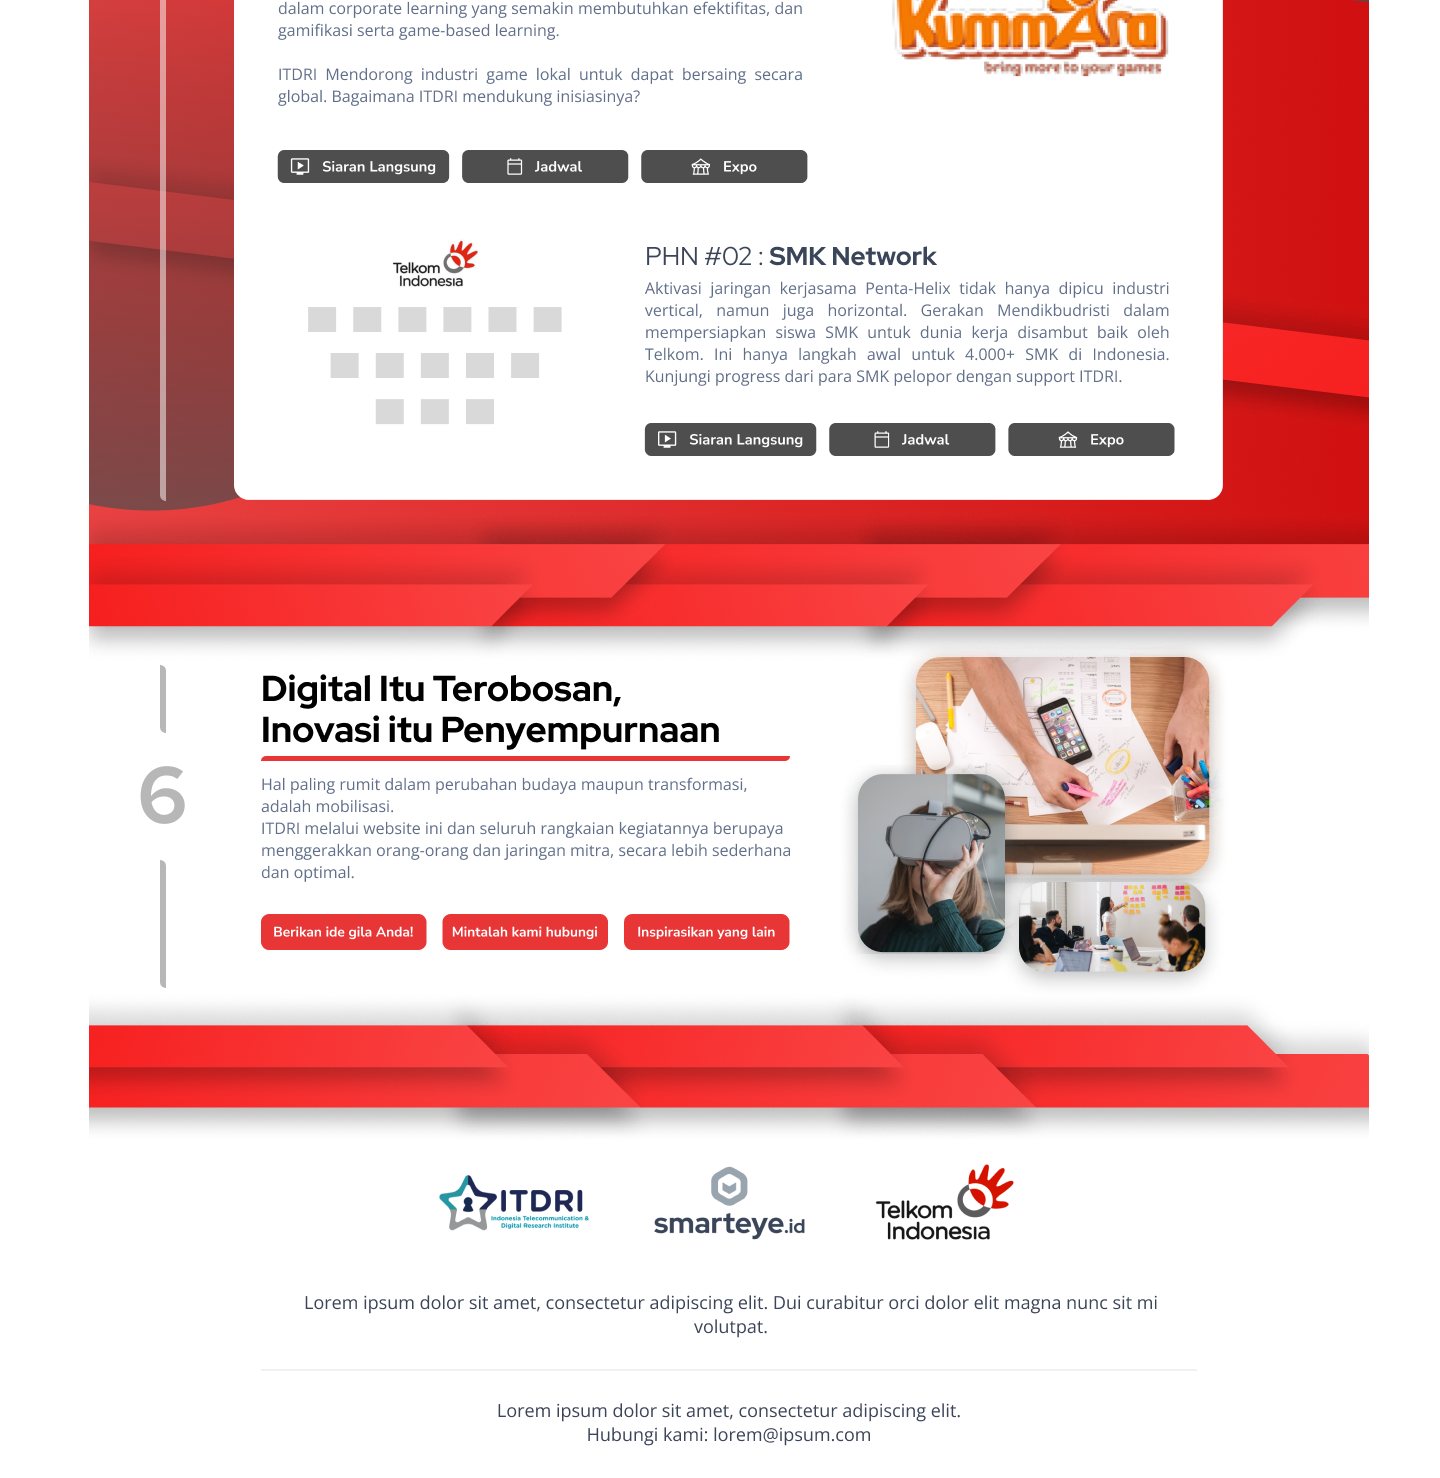 dalam corporate learning yang semakin membutuhkan efektifitas, dan
gamifikasi serta game-based learning.
ITDRI Mendorong industri game lokal untuk dapat bersaing secara
global. Bagaimana ITDRI mendukung inisiasinya?
KummAra
bring more to your games
Siaran Langsung
Jadwal
Expo
Telkom
Indonesia
PHN #02 : SMK Network
Aktivasi jaringan kerjasama Penta-Helix tidak hanya dipicu industri
vertical, namun juga horizontal. Gerakan Mendikbudristi dalam
mempersiapkan siswa SMK untuk dunia kerja disambut baik oleh
Telkom. Ini hanya langkah awal untuk 4.000+ SMK di Indonesia.
Kunjungi progress dari para SMK pelopor dengan support ITDRI.
Siaran Langsung
Jadwal
Expo
6
Digital Itu Terobosan,
Inovasi itu Penyempurnaan
Hal paling rumit dalam perubahan budaya maupun transformasi,
adalah mobilisasi.
ITDRI melalui website ini dan seluruh rangkaian kegiatannya berupaya
menggerakkan orang-orang dan jaringan mitra, secara lebih sederhana
dan optimal.
Berikan ide gila Anda!
Mintalah kami hubungi
Inspirasikan yang lain
ITDRI
Indonesia Telecommunication &
Digital Research Institute
smarteye.id
Telkom
Indonesia
Lorem ipsum dolor sit amet, consectetur adipiscing elit. Dui curabitur orci dolor elit magna nunc sit mi
volutpat.
Lorem ipsum dolor sit amet, consectetur adipiscing elit.
Hubungi kami: lorem@ipsum.com